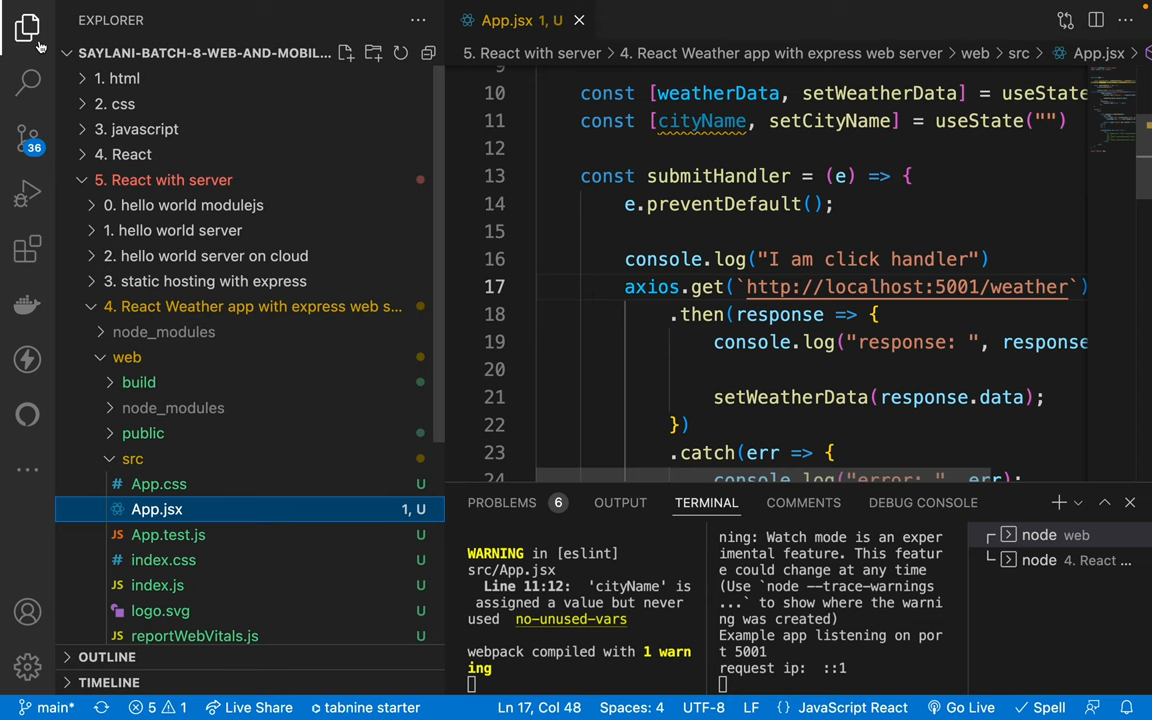 EXPLORER
SAYLANI-BATCH-8-WEB-AND-MOBIL...
1. html
2. css
3. javascript
4. React
5. React with server
0. hello world modulejs
1. hello world server
2. hello world server on cloud
3. static hosting with express
4. React Weather app with express web s...
node_modules
web
build
node_modules
public
src
# App.css U
App.jsx 1, U
JS App.test.js U
# index.css U
JS index.js U
logo.svg U
JS reportWebVitals.js U
OUTLINE
TIMELINE
36
App.jsx 1, U
5. React with server > 4. React Weather app with express web server > web > src > App.jsx >
10 const [weatherData, setWeatherData] = useState
11 const [cityName, setCityName] = useState("")
12
13 const submitHandler = (e) => {
14 e.preventDefault();
15
16 console.log("I am click handler")
17 axios.get(`http://localhost:5001/weather`)
18 .then(response => {
19 console.log("response: ", response
20
21 setWeatherData(response.data);
22 })
23 .catch(err => {
24 console.log("error: ", err);
PROBLEMS 6 OUTPUT TERMINAL COMMENTS DEBUG CONSOLE
WARNING in [eslint]
src/App.jsx
Line 11:12: 'cityName' is
assigned a value but never
used no-unused-vars
webpack compiled with 1 warn
ing
ning: Watch mode is an exper
imental feature. This featur
e could change at any time
(Use `node --trace-warnings
...` to show where the warni
ng was created)
Example app listening on por
t 5001
request ip: ::1
node web
node 4. React ...
main* 5 1 Live Share tabnine starter Ln 17, Col 48 Spaces: 4 UTF-8 LF {} JavaScript React Go Live Spell